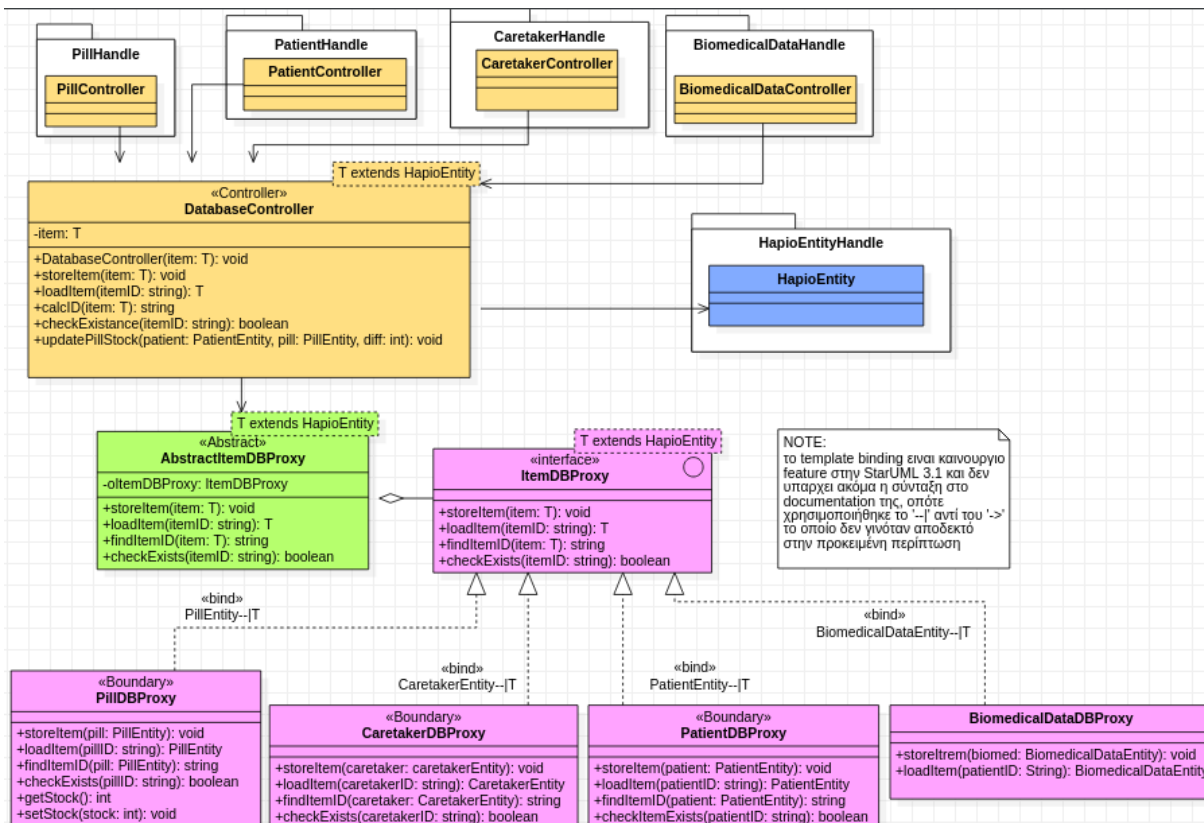 PillHandle
PillController
PatientHandle
PatientController
CaretakerHandle
CaretakerController
BiomedicalDataHandle
BiomedicalDataController
T extends HapioEntity
«Controller»
DatabaseController
-item: T
+DatabaseController(item: T): void
+storeItem(item: T): void
+loadItem(itemID: string): T
+calcID(item: T): string
+checkExistance(itemID: string): boolean
+updatePillStock(patient: PatientEntity, pill: PillEntity, diff: int): void
HapioEntityHandle
HapioEntity
T extends HapioEntity
«Abstract»
AbstractItemDBProxy
-oItemDBProxy: ItemDBProxy
+storeItem(item: T): void
+loadItem(itemID: string): T
+findItemID(item: T): string
+checkExists(itemID: string): boolean
T extends HapioEntity
«interface»
ItemDBProxy
+storeItem(item: T): void
+loadItem(itemID: string): T
+findItemID(item: T): string
+checkExists(itemID: string): boolean
NOTE:
το template binding ειναι καινουργιο
feature στην StarUML 3.1 και δεν
υπαρχει ακόμα η σύνταξη στο
documentation της, οπότε
χρησιμοποιήθηκε το '--|' αντί του '->'
το οποίο δεν γινόταν αποδεκτό
στην προκειμένη περίπτωση
«bind»
PillEntity--|T
«bind»
CaretakerEntity--|T
«bind»
PatientEntity--|T
«bind»
BiomedicalDataEntity--|T
«Boundary»
PillDBProxy
+storeItem(pill: PillEntity): void
+loadItem(pillID: string): PillEntity
+findItemID(pill: PillEntity): string
+checkExists(pillID: string): boolean
+getStock(): int
+setStock(stock: int): void
«Boundary»
CaretakerDBProxy
+storeItem(caretaker: caretakerEntity): void
+loadItem(caretakerID: string): CaretakerEntity
+findItemID(caretaker: CaretakerEntity): string
+checkExists(caretakerID: string): boolean
«Boundary»
PatientDBProxy
+storeItem(patient: PatientEntity): void
+loadItem(patientID: string): PatientEntity
+findItemID(patient: PatientEntity): string
+checkItemExists(patientID: string): boolean
BiomedicalDataDBProxy
+storeItrem(biomed: BiomedicalDataEntity): void
+loadItem(patientID: String): BiomedicalDataEntity